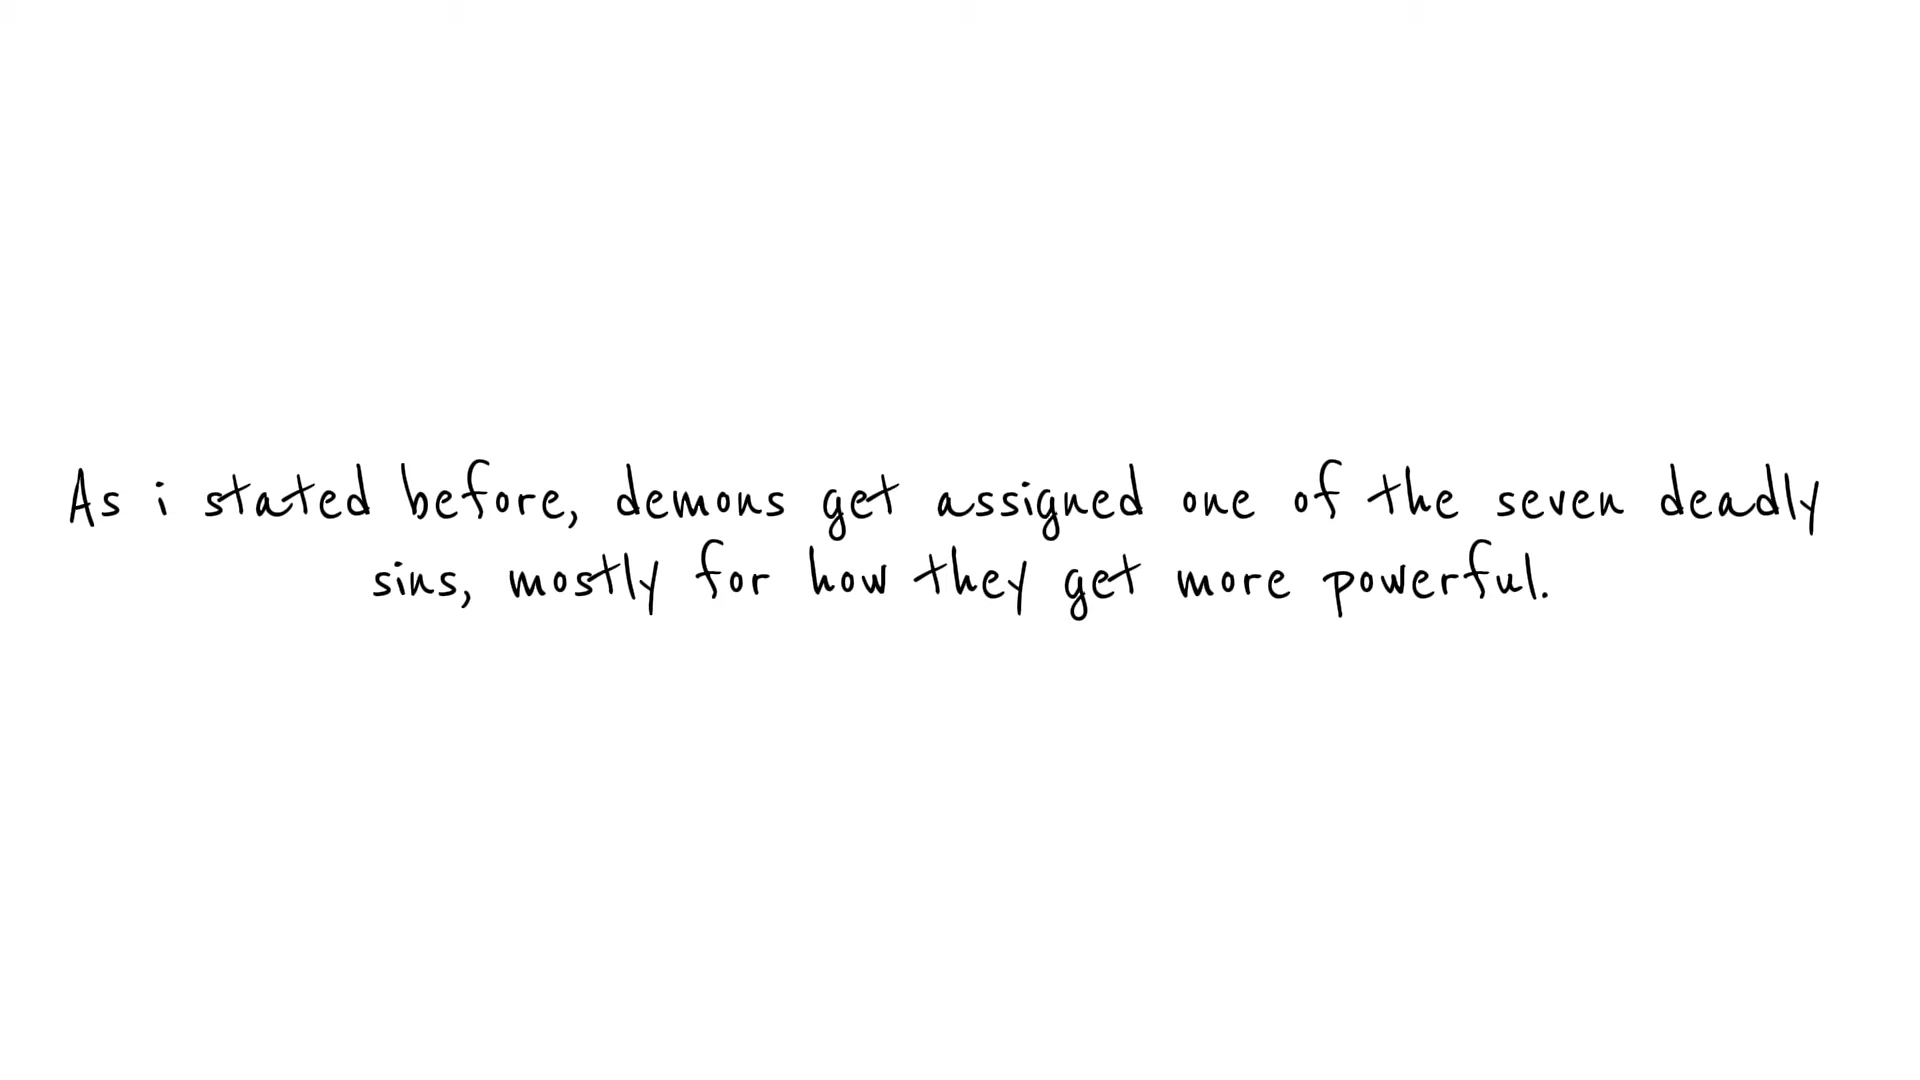 As i stated before, demons get assigned one of the seven deadly
sins, mostly for how they get more powerful.